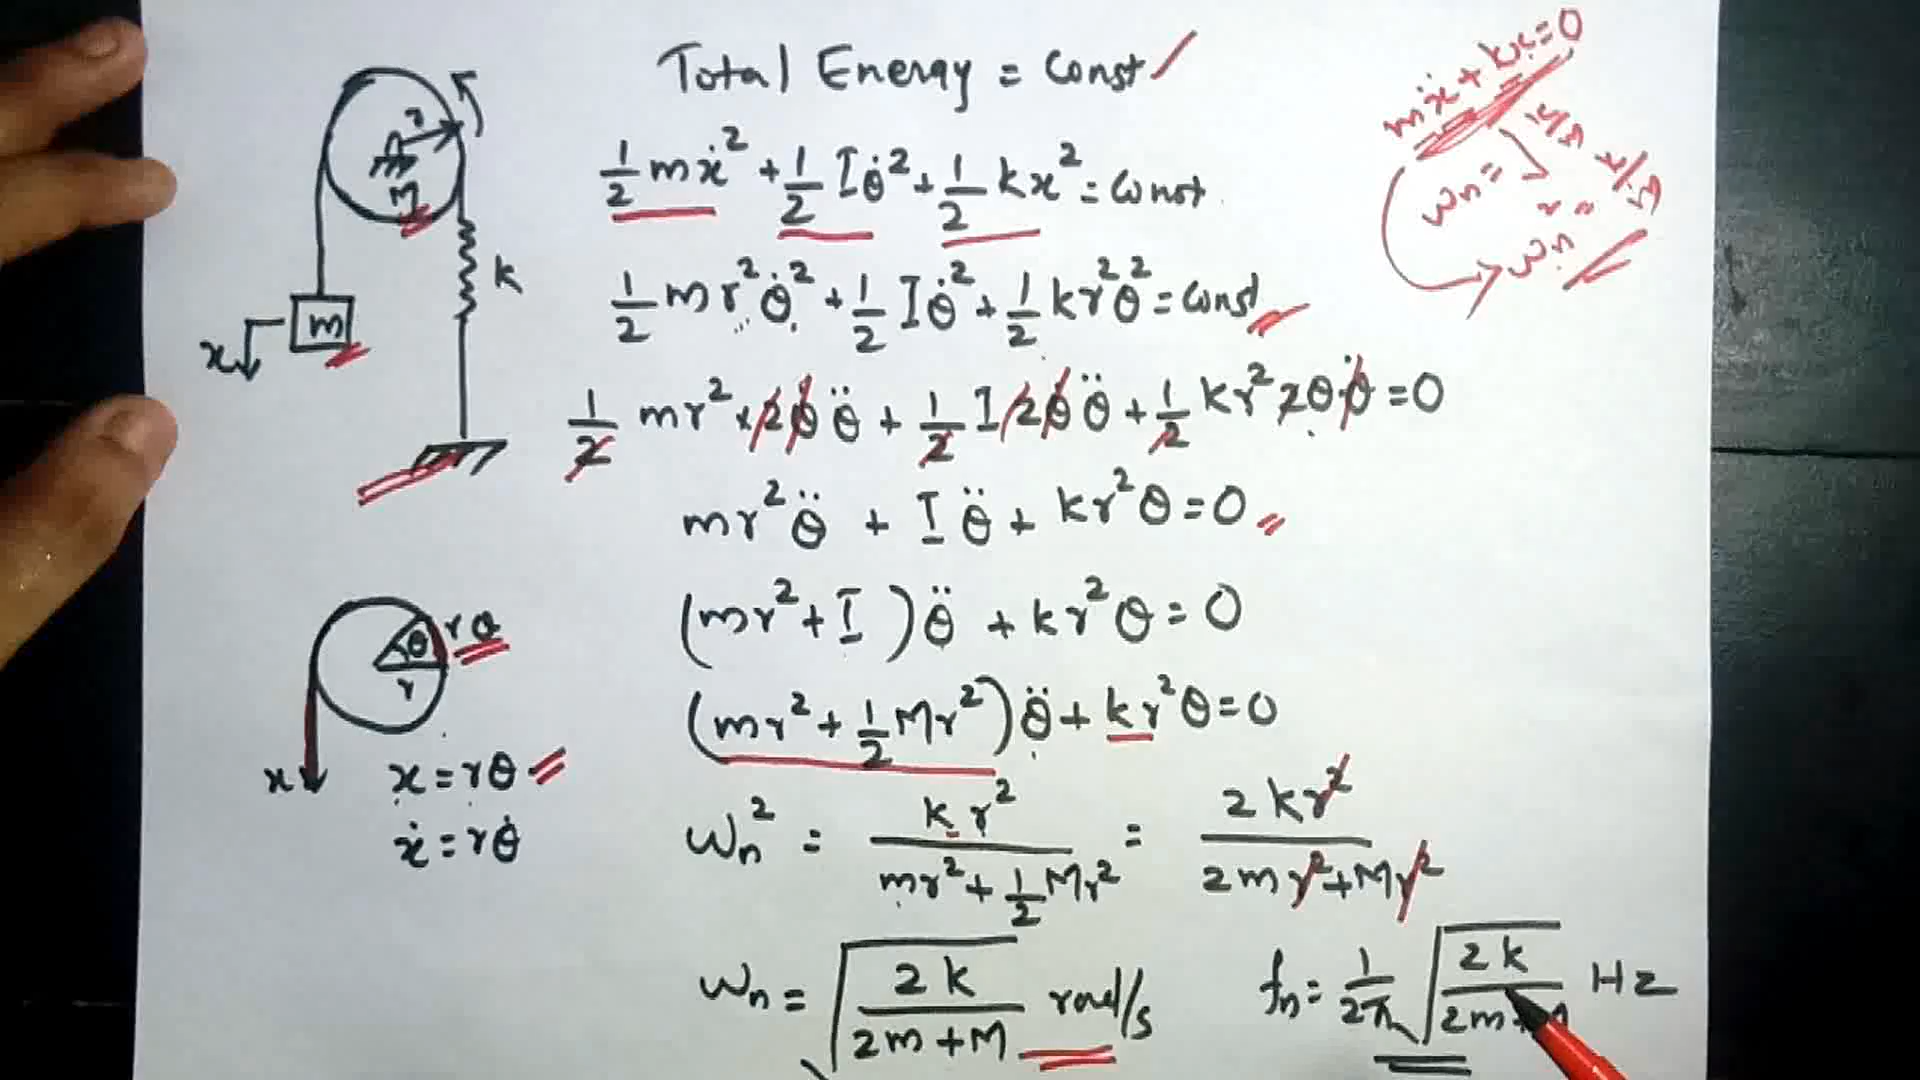 Total Energy = Const
1/2 mẋ² + 1/2 Iθ̇² + 1/2 kx² = Const.
1/2 mr²θ̇² + 1/2 Iθ̇² + 1/2 kr²θ² = Const
1/2 mr² × 2θ̇ θ̈ + 1/2 I 2θ̇ θ̈ + 1/2 kr² 2θ θ̇ = 0
mr²θ̈ + I θ̈ + kr²θ = 0
(mr² + I)θ̈ + kr²θ = 0
(mr² + 1/2 Mr²)θ̈ + kr²θ = 0
ωn² = kr² / (mr² + 1/2 Mr²) = 2kr² / (2mr² + Mr²)
ωn = √(2k / (2m + M)) rad/s
fn = 1/2π √(2k / (2m + M)) Hz
r
M
k
m
x
rθ
θ
r
x
x = rθ
ẋ = rθ̇
mẍ + kx = 0
ωn =
ωn² =